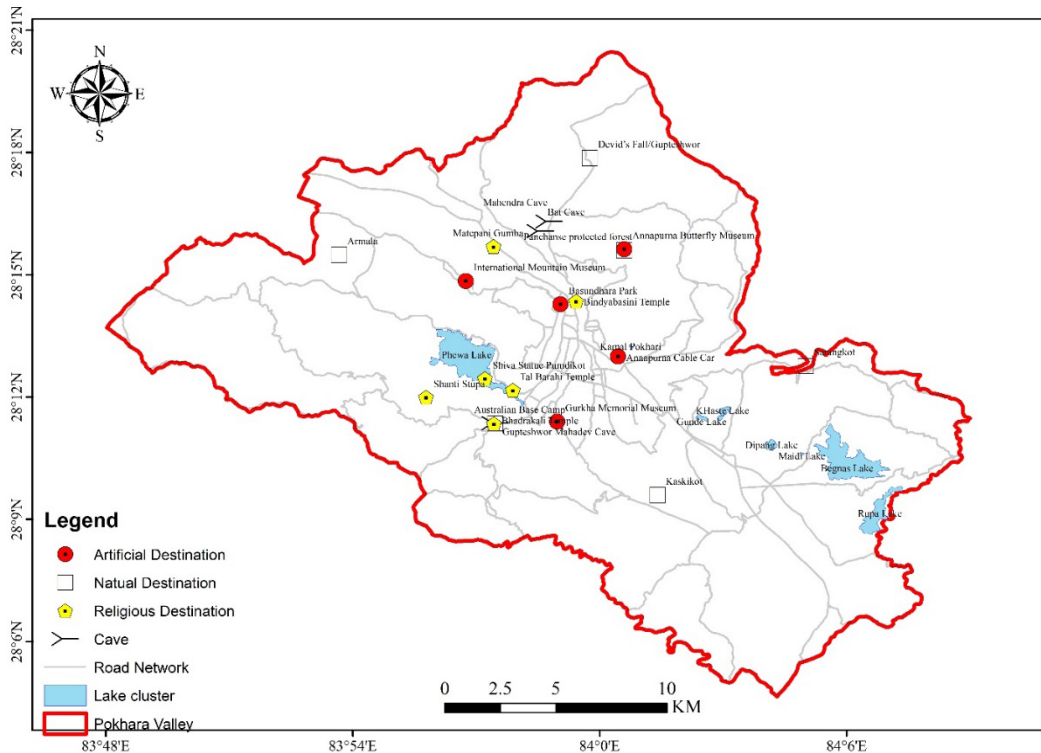 28°21'N
28°18'N
28°15'N
28°12'N
28°9'N
28°6'N
N
W
E
S
Devid's Fall/Gupteshwor
Mahendra Cave
Bat Cave
Matepani Gumba
Panchanse protected forest
Annapurna Butterfly Museum
Armala
International Mountain Museum
Basundhara Park
Bindyabasini Temple
Kamal Pokhari
Annapurna Cable Car
Sarangkot
Phewa Lake
Shiva Statue Pumdikot
Tal Barahi Temple
Shanti Stupa
Australian Base Camp
Gurkha Memorial Museum
Bhadrakali Temple
Gupteshwor Mahadev Cave
KHaste Lake
Gunde Lake
Dipang Lake
Maidi Lake
Begnas Lake
Kaskikot
Rupa Lake
Legend
Artificial Destination
Natual Destination
Religious Destination
Cave
Road Network
Lake cluster
Pokhara Valley
0 2.5 5 10
KM
83°48'E 83°54'E 84°0'E 84°6'E